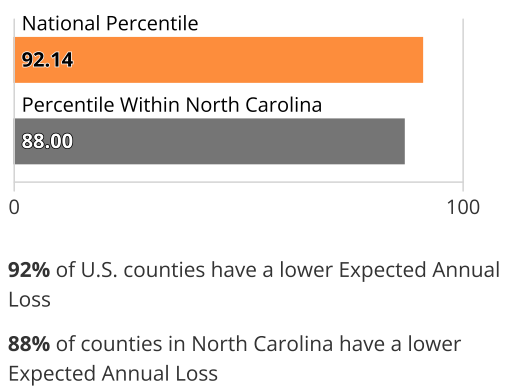 National Percentile
92.14
Percentile Within North Carolina
88.00
0 100
92% of U.S. counties have a lower Expected Annual
Loss
88% of counties in North Carolina have a lower
Expected Annual Loss